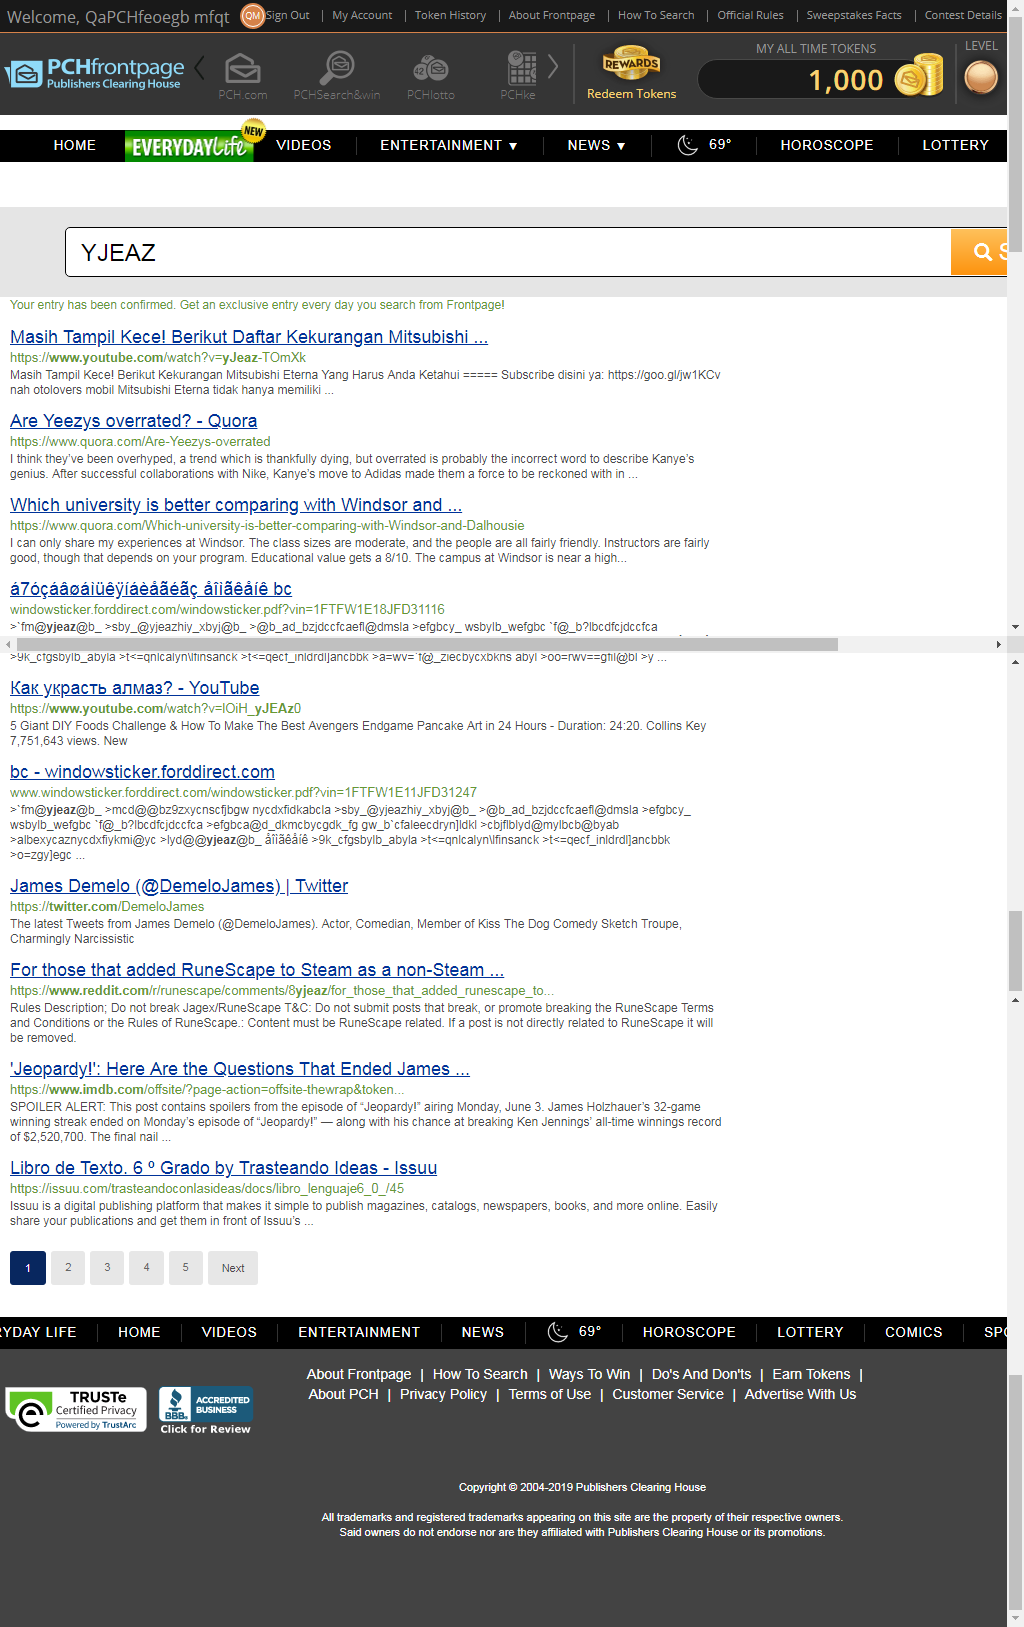 Welcome, QaPCHfeoegb mfqt QM Sign Out | My Account | Token History | About Frontpage | How To Search | Official Rules | Sweepstakes Facts | Contest Details
PCHfrontpage
Publishers Clearing House
PCH.com PCHSearch&win PCHlotto PCHke
REWARDS
Redeem Tokens
MY ALL TIME TOKENS
1,000
LEVEL
HOME EVERYDAY Life NEW VIDEOS ENTERTAINMENT ▼ NEWS ▼ 69° HOROSCOPE LOTTERY
YJEAZ S
Your entry has been confirmed. Get an exclusive entry every day you search from Frontpage!
Masih Tampil Kece! Berikut Daftar Kekurangan Mitsubishi ...
https://www.youtube.com/watch?v=yJeaz-TOmXk
Masih Tampil Kece! Berikut Kekurangan Mitsubishi Eterna Yang Harus Anda Ketahui ===== Subscribe disini ya: https://goo.gl/jw1KCv
nah otolovers mobil Mitsubishi Eterna tidak hanya memiliki ...
Are Yeezys overrated? - Quora
https://www.quora.com/Are-Yeezys-overrated
I think they've been overhyped, a trend which is thankfully dying, but overrated is probably the incorrect word to describe Kanye's
genius. After successful collaborations with Nike, Kanye's move to Adidas made them a force to be reckoned with in ...
Which university is better comparing with Windsor and ...
https://www.quora.com/Which-university-is-better-comparing-with-Windsor-and-Dalhousie
I can only share my experiences at Windsor. The class sizes are moderate, and the people are all fairly friendly. Instructors are fairly
good, though that depends on your program. Educational value gets a 8/10. The campus at Windsor is near a high...
á7óçáâøáìüêÿíáèåãéãç åîìãêåíê bc
windowsticker.forddirect.com/windowsticker.pdf?vin=1FTFW1E18JFD31116
>`fm@yjeaz@b_ >sby_@yjeazhiy_xbyj@b_ >@b_ad_bzjdccfcaefl@dmsla >efgbcy_ wsbylb_wefgbc `f@_b?lbcdfcjdccfca
>9k_cfgsbylb_abyla >t<=qnlcalyn\lfinsanck >t<=qecf_inldrdl]ancbbk >a=wv=`f@_zlecbycxbkns abyl >oo=rwv==gfil@bl >y ...
Как украсть алмаз? - YouTube
https://www.youtube.com/watch?v=lOiH_yJEAz0
5 Giant DIY Foods Challenge & How To Make The Best Avengers Endgame Pancake Art in 24 Hours - Duration: 24:20. Collins Key
7,751,643 views. New
bc - windowsticker.forddirect.com
www.windowsticker.forddirect.com/windowsticker.pdf?vin=1FTFW1E11JFD31247
>`fm@yjeaz@b_ >mcd@@bz9zxycnscfjbgw nycdxfidkabcla >sby_@yjeazhiy_xbyj@b_ >@b_ad_bzjdccfcaefl@dmsla >efgbcy_
wsbylb_wefgbc `f@_b?lbcdfcjdccfca >efgbca@d_dkmcbycgdk_fg gw_b`cfaleecdryn]ldkl >cbjflblyd@mylbcb@byab
>albexycaznycdxfiykmi@yc >lyd@@yjeaz@b_ åîìãêåíê >9k_cfgsbylb_abyla >t<=qnlcalyn\lfinsanck >t<=qecf_inldrdl]ancbbk
>o=zgy]egc ...
James Demelo (@DemeloJames) | Twitter
https://twitter.com/DemeloJames
The latest Tweets from James Demelo (@DemeloJames). Actor, Comedian, Member of Kiss The Dog Comedy Sketch Troupe,
Charmingly Narcissistic
For those that added RuneScape to Steam as a non-Steam ...
https://www.reddit.com/r/runescape/comments/8yjeaz/for_those_that_added_runescape_to...
Rules Description; Do not break Jagex/RuneScape T&C: Do not submit posts that break, or promote breaking the RuneScape Terms
and Conditions or the Rules of RuneScape.: Content must be RuneScape related. If a post is not directly related to RuneScape it will
be removed.
'Jeopardy!': Here Are the Questions That Ended James ...
https://www.imdb.com/offsite/?page-action=offsite-thewrap&token...
SPOILER ALERT: This post contains spoilers from the episode of “Jeopardy!” airing Monday, June 3. James Holzhauer's 32-game
winning streak ended on Monday's episode of “Jeopardy!” — along with his chance at breaking Ken Jennings' all-time winnings record
of $2,520,700. The final nail ...
Libro de Texto. 6 º Grado by Trasteando Ideas - Issuu
https://issuu.com/trasteandoconlasideas/docs/libro_lenguaje6_0_/45
Issuu is a digital publishing platform that makes it simple to publish magazines, catalogs, newspapers, books, and more online. Easily
share your publications and get them in front of Issuu's ...
1 2 3 4 5 Next
RYDAY LIFE HOME VIDEOS ENTERTAINMENT NEWS 69° HOROSCOPE LOTTERY COMICS SPO
About Frontpage | How To Search | Ways To Win | Do's And Don'ts | Earn Tokens |
About PCH | Privacy Policy | Terms of Use | Customer Service | Advertise With Us
TRUSTe
Certified Privacy
Powered by TrustArc
BBB ACCREDITED
BUSINESS
Click for Review
Copyright © 2004-2019 Publishers Clearing House
All trademarks and registered trademarks appearing on this site are the property of their respective owners.
Said owners do not endorse nor are they affiliated with Publishers Clearing House or its promotions.